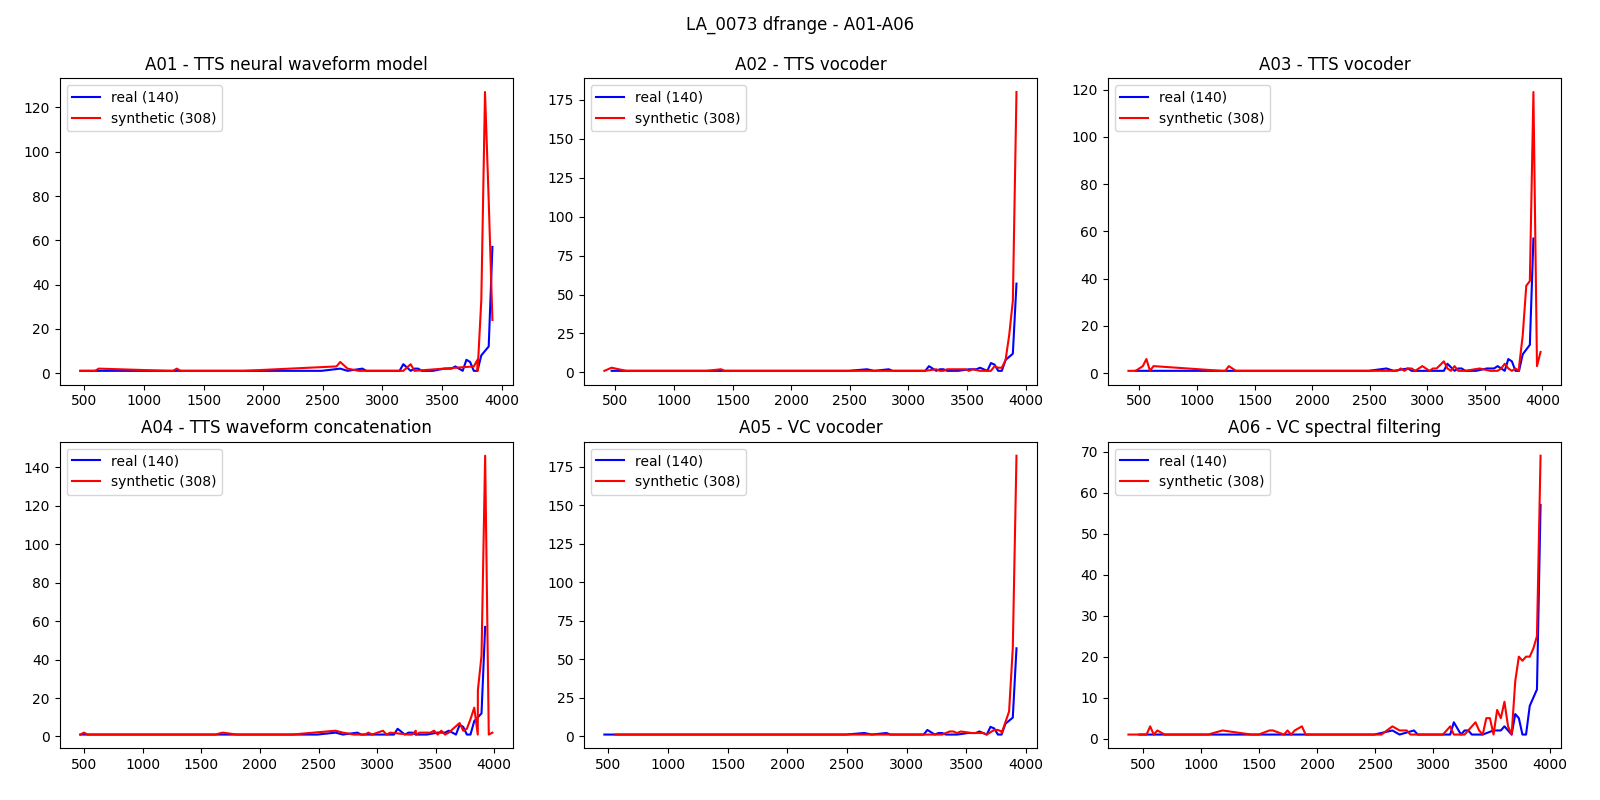 LA_0073 dfrange - A01-A06
A01 - TTS neural waveform model
real (140)
synthetic (308)
120
100
80
60
40
20
0
500 1000 1500 2000 2500 3000 3500 4000
A02 - TTS vocoder
real (140)
synthetic (308)
175
150
125
100
75
50
25
0
500 1000 1500 2000 2500 3000 3500 4000
A03 - TTS vocoder
real (140)
synthetic (308)
120
100
80
60
40
20
0
500 1000 1500 2000 2500 3000 3500 4000
A04 - TTS waveform concatenation
real (140)
synthetic (308)
140
120
100
80
60
40
20
0
500 1000 1500 2000 2500 3000 3500 4000
A05 - VC vocoder
real (140)
synthetic (308)
175
150
125
100
75
50
25
0
500 1000 1500 2000 2500 3000 3500 4000
A06 - VC spectral filtering
real (140)
synthetic (308)
70
60
50
40
30
20
10
0
500 1000 1500 2000 2500 3000 3500 4000